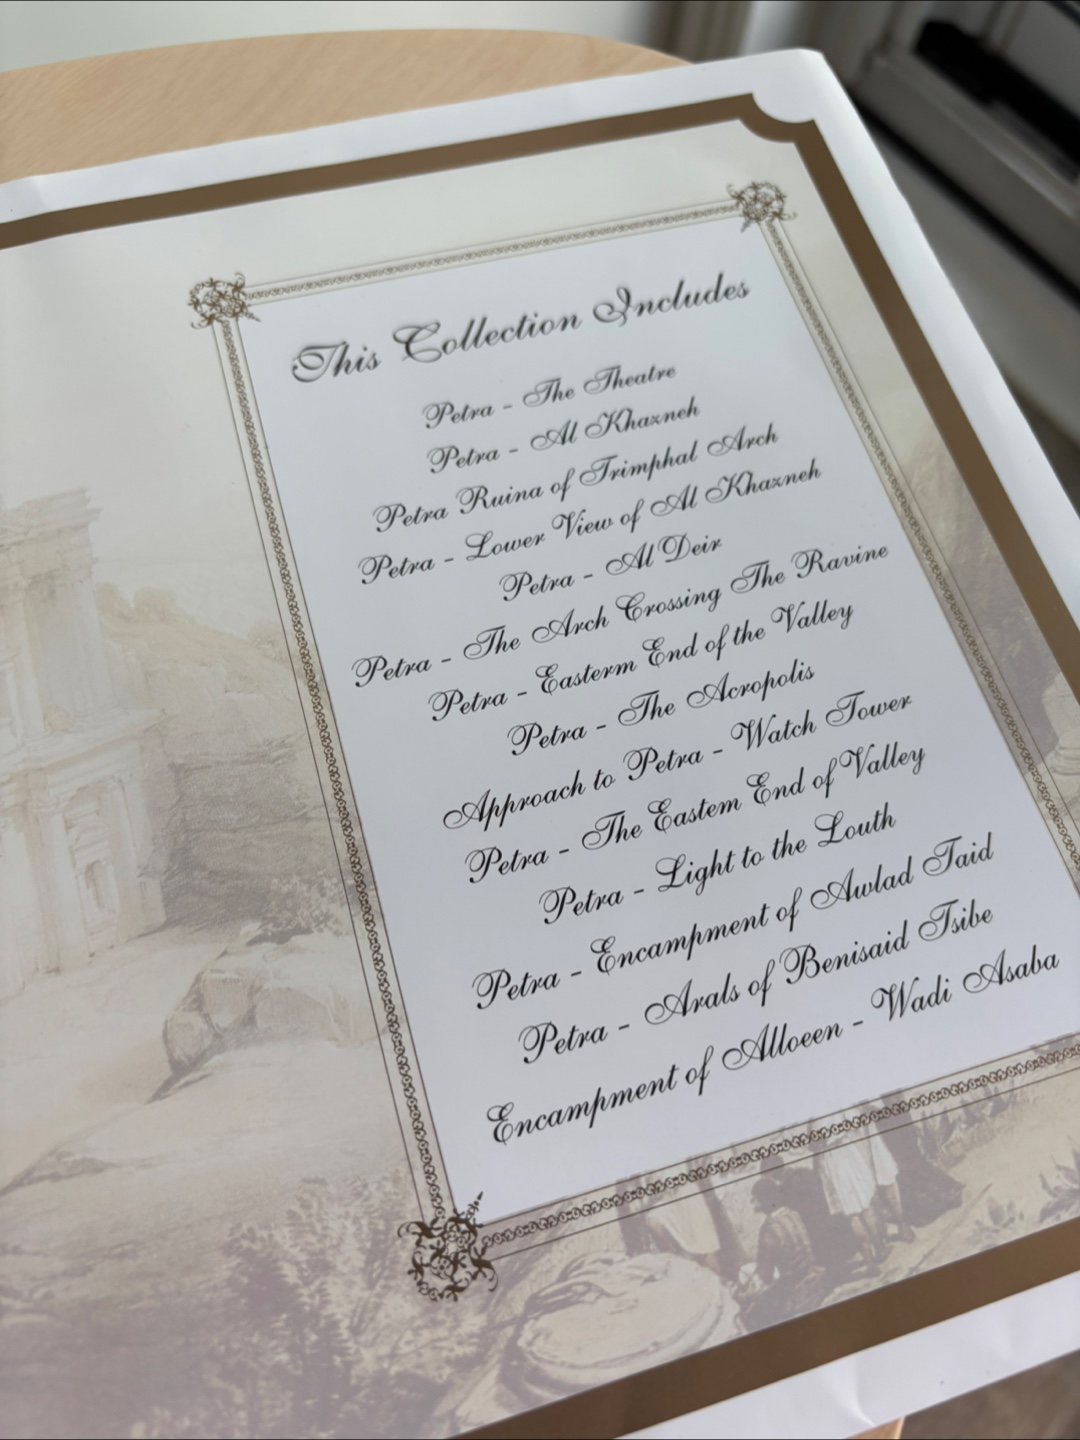 This Collection Includes
Petra - The Theatre
Petra - Al Khazneh
Petra Ruina of Trimphal Arch
Petra - Lower View of Al Khazneh
Petra - Al Deir
Petra - The Arch Crossing The Ravine
Petra - Easterm End of the Valley
Petra - The Acropolis
Approach to Petra - Watch Tower
Petra - The Eastem End of Valley
Petra - Light to the Louth
Petra - Encampment of Awlad Taid
Petra - Arals of Benisaid Tsibe
Encampment of Alloeen - Wadi Asaba